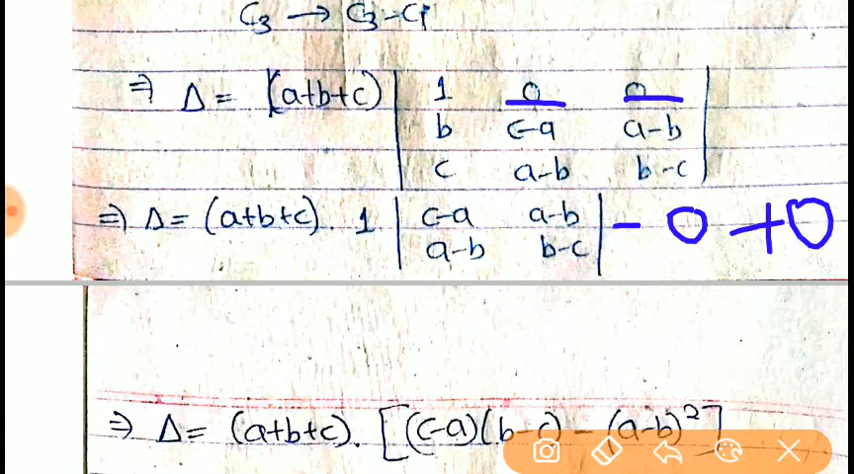 C₃ → C₃-C₁
⇒ Δ = (a+b+c) | 1 0 0
b c-a a-b
c a-b b-c |
⇒ Δ = (a+b+c). 1 | c-a a-b | - 0 + 0
a-b b-c
⇒ Δ = (a+b+c). [(c-a)(b-c) - (a-b)²]